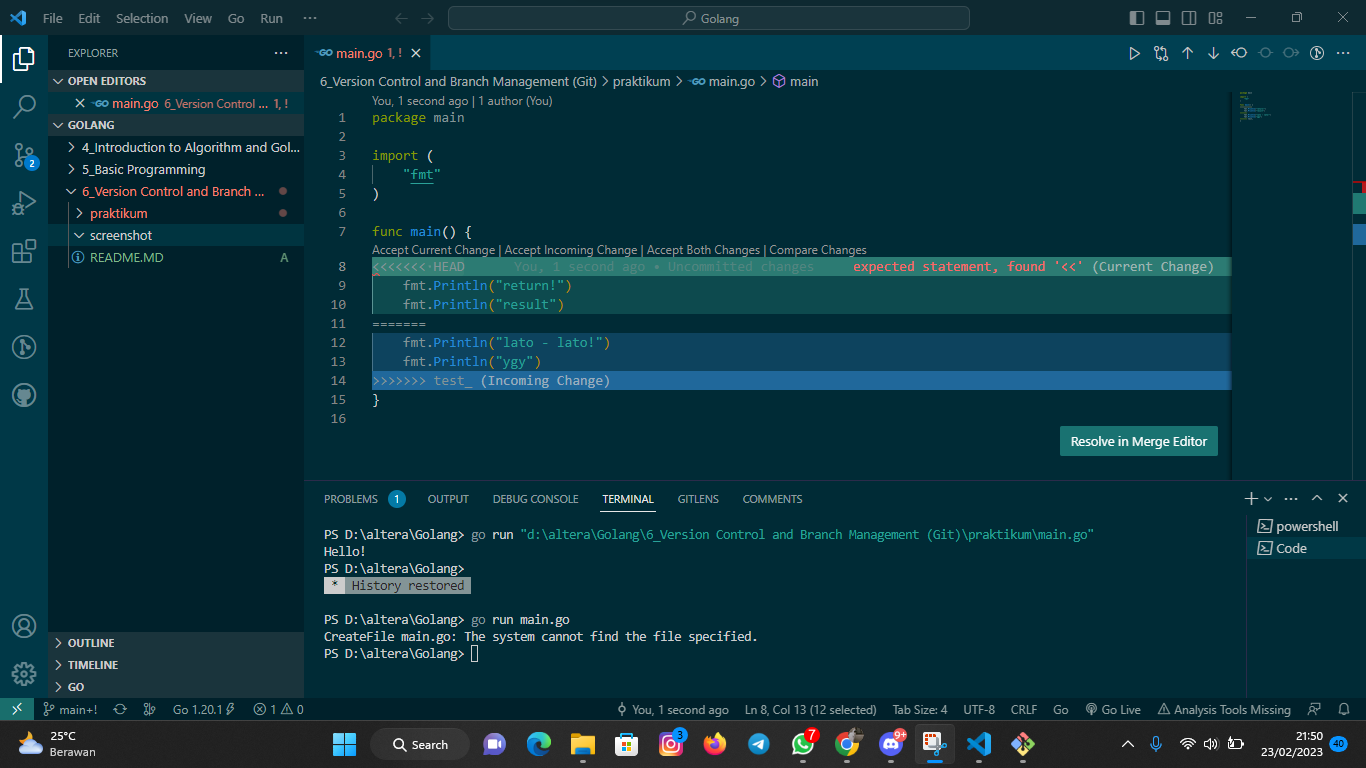 File Edit Selection View Go Run ··· Golang
EXPLORER ···
OPEN EDITORS
main.go 6_Version Control ... 1, !
GOLANG
4_Introduction to Algorithm and Gol...
5_Basic Programming
6_Version Control and Branch ...
praktikum
screenshot
README.MD A
OUTLINE
TIMELINE
GO
2
main.go 1, !
6_Version Control and Branch Management (Git) > praktikum > main.go > main
You, 1 second ago | 1 author (You)
1 package main
2
3 import (
4 "fmt"
5 )
6
7 func main() {
Accept Current Change | Accept Incoming Change | Accept Both Changes | Compare Changes
8 <<<<<<<·HEAD You, 1 second ago • Uncommitted changes expected statement, found '<<' (Current Change)
9 fmt.Println("return!")
10 fmt.Println("result")
11 =======
12 fmt.Println("lato - lato!")
13 fmt.Println("ygy")
14 >>>>>>> test_ (Incoming Change)
15 }
16
Resolve in Merge Editor
PROBLEMS 1 OUTPUT DEBUG CONSOLE TERMINAL GITLENS COMMENTS
PS D:\altera\Golang> go run "d:\altera\Golang\6_Version Control and Branch Management (Git)\praktikum\main.go"
Hello!
PS D:\altera\Golang>
* History restored
PS D:\altera\Golang> go run main.go
CreateFile main.go: The system cannot find the file specified.
PS D:\altera\Golang>
powershell
Code
main+! Go 1.20.1 1 0 You, 1 second ago Ln 8, Col 13 (12 selected) Tab Size: 4 UTF-8 CRLF Go Go Live Analysis Tools Missing
25°C
Berawan
Search
3
7
9+
21:50
23/02/2023
40